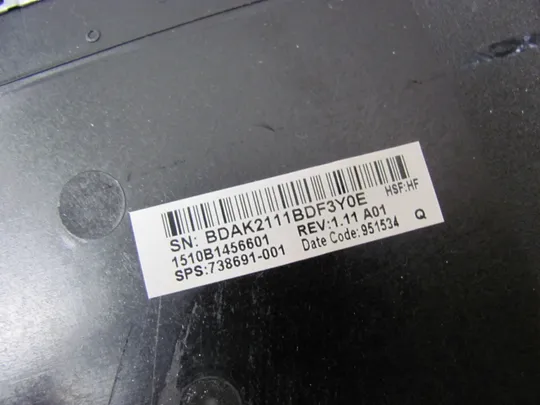 HSF:HF
SN: BDAK2111BDF3Y0E
1510B1456601 REV:1.11 A01
SPS:738691-001 Date Code: 951534 Q